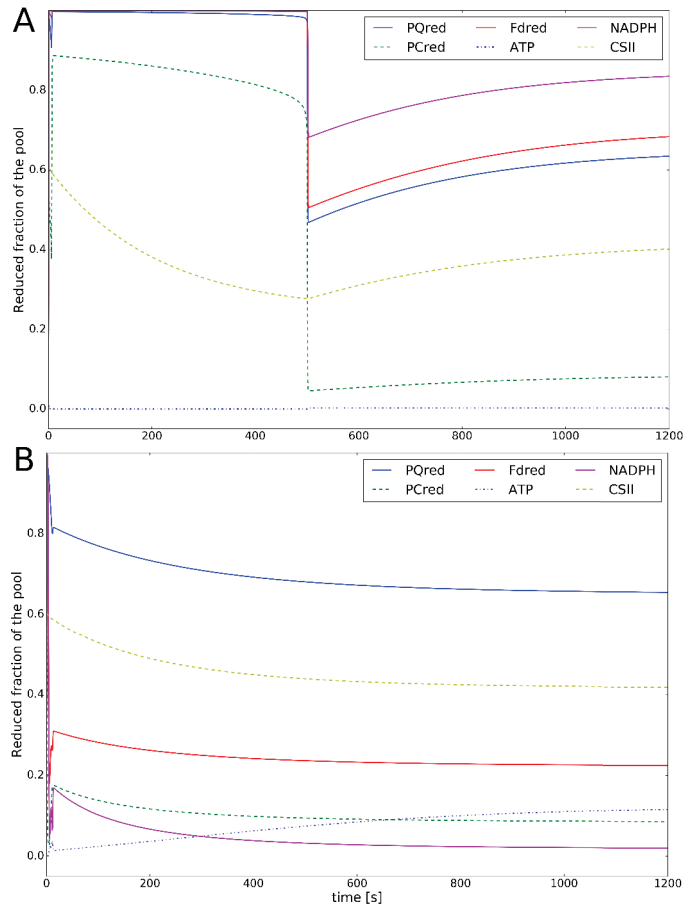 A
PQred Fdred NADPH
PCred ATP CSII
Reduced fraction of the pool
0.8
0.6
0.4
0.2
0.0
0 200 400 600 800 1000 1200
B
PQred Fdred NADPH
PCred ATP CSII
Reduced fraction of the pool
0.8
0.6
0.4
0.2
0.0
0 200 400 600 800 1000 1200
time [s]